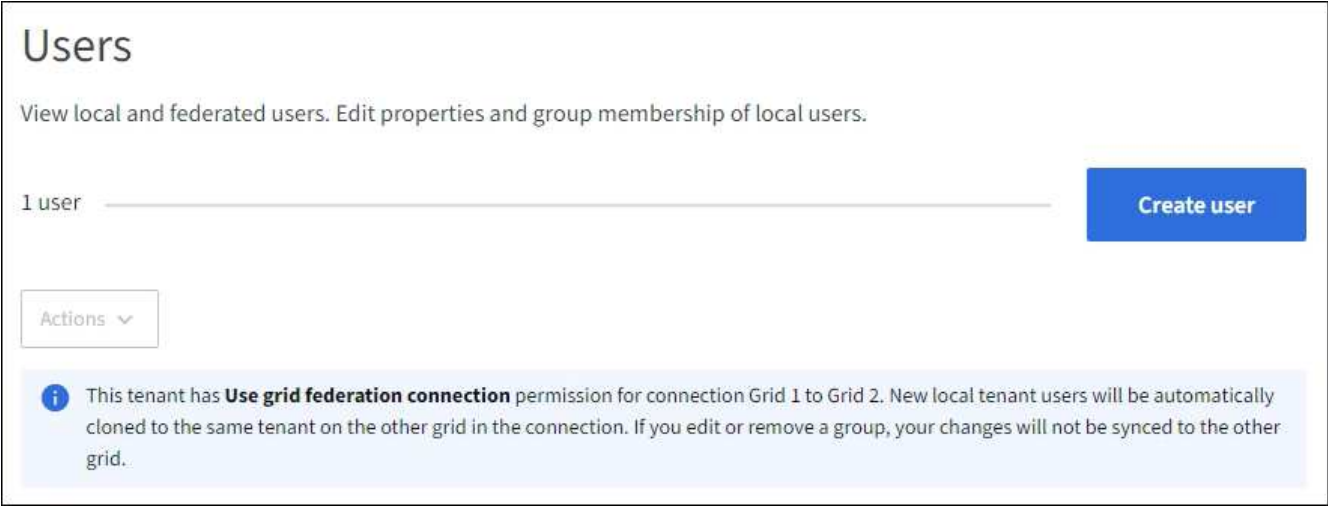 Users
View local and federated users. Edit properties and group membership of local users.
1 user
Create user
Actions
This tenant has Use grid federation connection permission for connection Grid 1 to Grid 2. New local tenant users will be automatically
cloned to the same tenant on the other grid in the connection. If you edit or remove a group, your changes will not be synced to the other
grid.